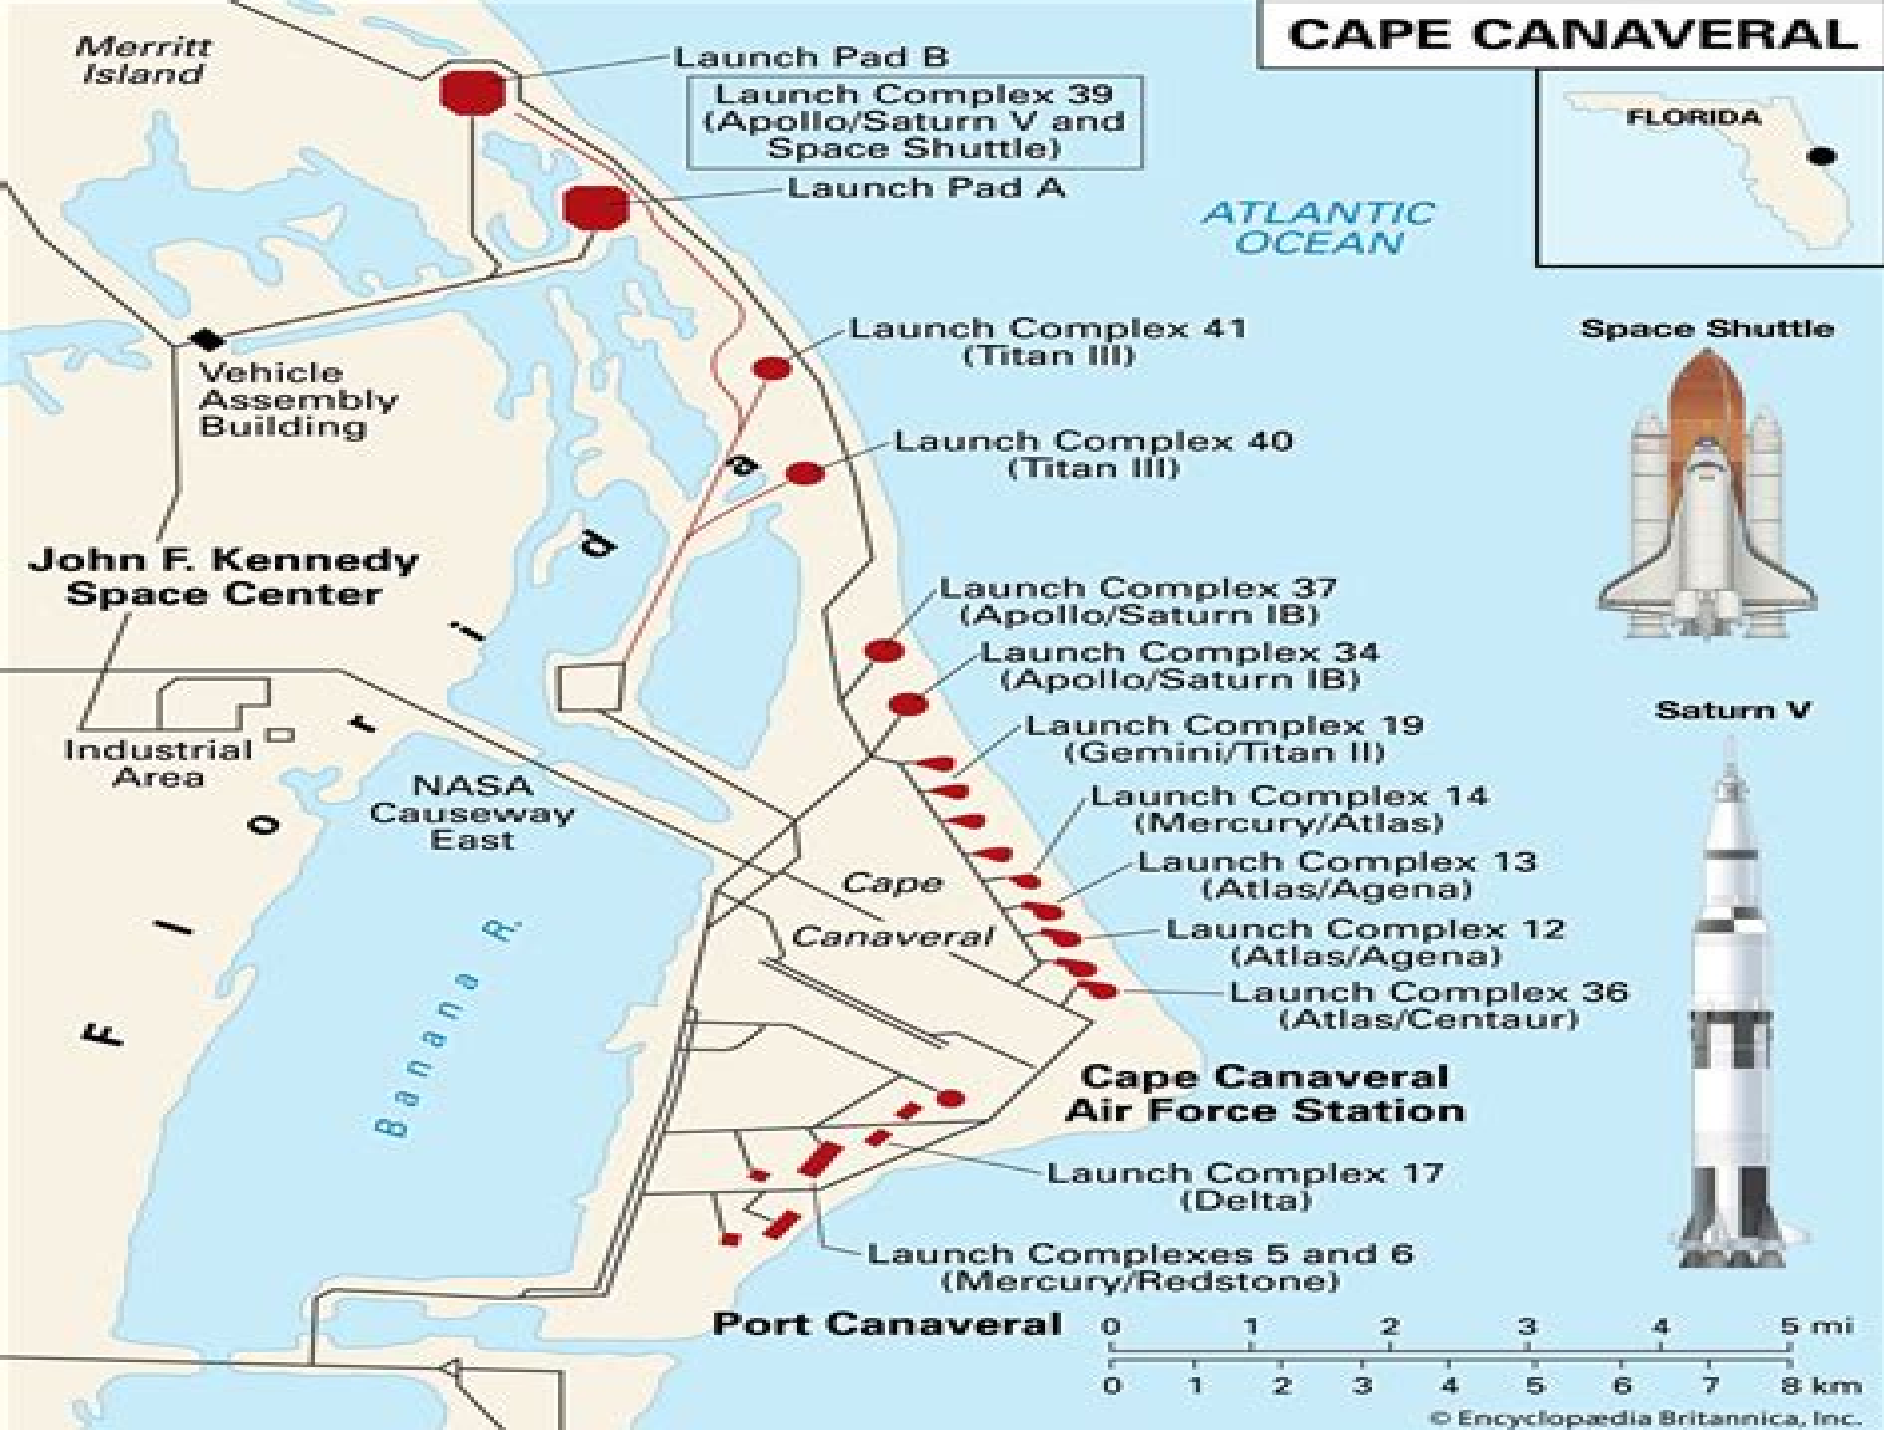 CAPE CANAVERAL
Merritt
Island
Launch Pad B
Launch Complex 39
(Apollo/Saturn V and
Space Shuttle)
Launch Pad A
FLORIDA
ATLANTIC
OCEAN
Launch Complex 41
(Titan III)
Space Shuttle
Vehicle
Assembly
Building
Launch Complex 40
(Titan III)
John F. Kennedy
Space Center
Launch Complex 37
(Apollo/Saturn IB)
Launch Complex 34
(Apollo/Saturn IB)
Saturn V
Launch Complex 19
(Gemini/Titan II)
Industrial
Area
NASA
Causeway
East
Launch Complex 14
(Mercury/Atlas)
Florida
Launch Complex 13
(Atlas/Agena)
Cape
Canaveral
Launch Complex 12
(Atlas/Agena)
Banana R.
Launch Complex 36
(Atlas/Centaur)
Cape Canaveral
Air Force Station
Launch Complex 17
(Delta)
Launch Complexes 5 and 6
(Mercury/Redstone)
Port Canaveral
0 1 2 3 4 5 mi
0 1 2 3 4 5 6 7 8 km
© Encyclopædia Britannica, Inc.